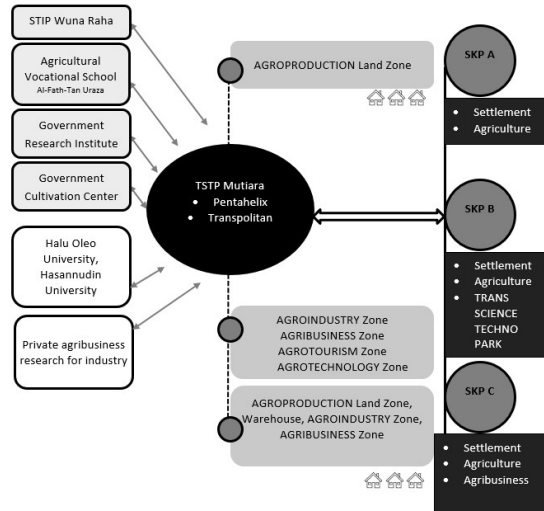 STIP Wuna Raha
Agricultural
Vocational School
Al-Fath-Tan Uraza
Government
Research Institute
Government
Cultivation Center
Halu Oleo
University,
Hasannudin
University
Private agribusiness
research for industry
TSTP Mutiara
• Pentahelix
• Transpolitan
AGROPRODUCTION Land Zone
AGROINDUSTRY Zone
AGRIBUSINESS Zone
AGROTOURISM Zone
AGROTECHNOLOGY Zone
AGROPRODUCTION Land Zone,
Warehouse, AGROINDUSTRY Zone,
AGRIBUSINESS Zone
SKP A
• Settlement
• Agriculture
SKP B
• Settlement
• Agriculture
• TRANS
SCIENCE
TECHNO
PARK
SKP C
• Settlement
• Agriculture
• Agribusiness